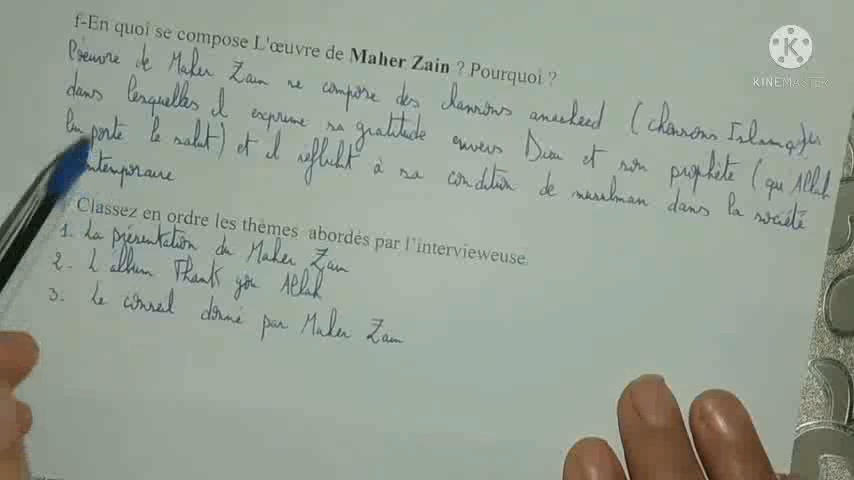 f-En quoi se compose L'œuvre de Maher Zain ? Pourquoi ?
L'œuvre de Maher Zain se compose des chansons anasheed (chansons Islamiques)
dans lesquelles il exprime sa gratitude envers Dieu et son prophète (qu'Allah
lui porte le salut) et il réfléchit à sa condition de musulman dans la société
contemporaire
Classez en ordre les thèmes abordés par l'intervieweuse.
1. La présentation du Maher Zain
2. L'album Thank you Allah
3. Le conseil donné par Maher Zain
K
KINEMASTER